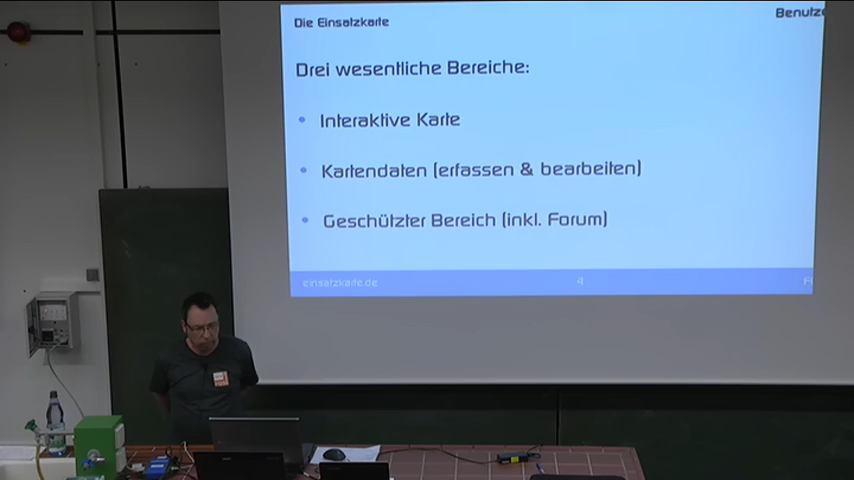 Die Einsatzkarte
Drei wesentliche Bereiche:
• Interaktive Karte
• Kartendaten (erfassen & bearbeiten)
• Geschützter Bereich (inkl. Forum)
einsatzkarte.de 4